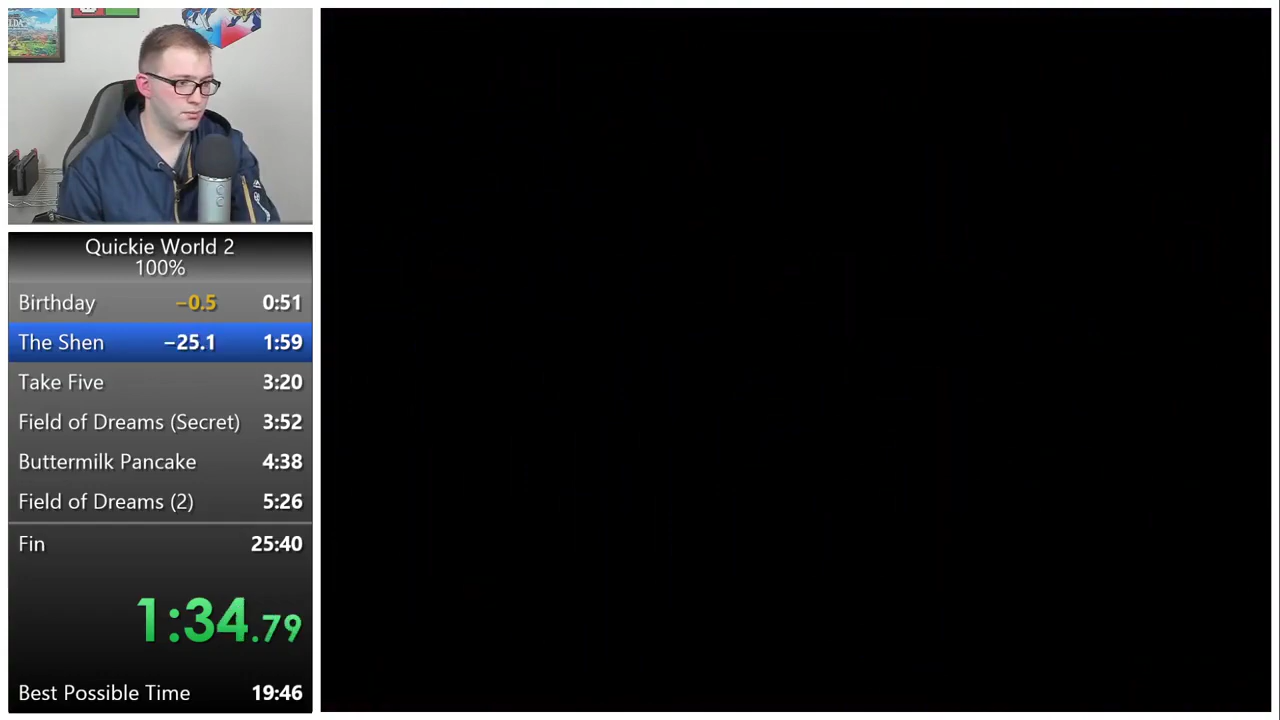 Quickie World 2
100%
Birthday -0.5 0:51
The Shen -25.1 1:59
Take Five 3:20
Field of Dreams (Secret) 3:52
Buttermilk Pancake 4:38
Field of Dreams (2) 5:26
Fin 25:40
1:34.79
Best Possible Time 19:46